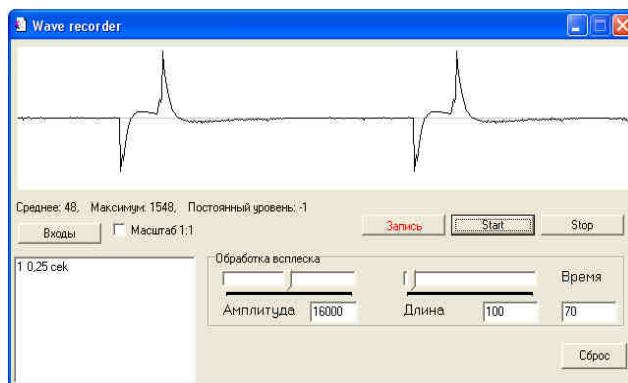 Wave recorder
Среднее: 48, Максимум: 1548, Постоянный уровень: -1
Запись Start Stop
Входы Масштаб 1:1
1 0,25 cek
Обработка всплеска
Время
Амплитуда 16000 Длина 100 70
Сброс